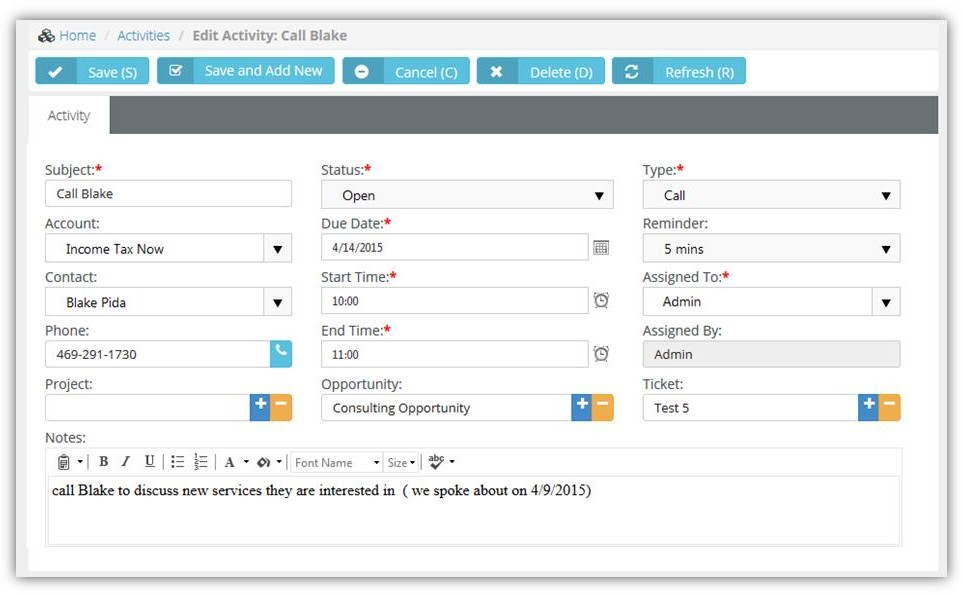 Home / Activities / Edit Activity: Call Blake
Save (S) Save and Add New Cancel (C) Delete (D) Refresh (R)
Activity
Subject:* Status:* Type:*
Call Blake Open Call
Account: Due Date:* Reminder:
Income Tax Now 4/14/2015 5 mins
Contact: Start Time:* Assigned To:*
Blake Pida 10:00 Admin
Phone: End Time:* Assigned By:
469-291-1730 11:00 Admin
Project: Opportunity: Ticket:
Consulting Opportunity Test 5
Notes:
B I U A Font Name Size abc
call Blake to discuss new services they are interested in ( we spoke about on 4/9/2015)